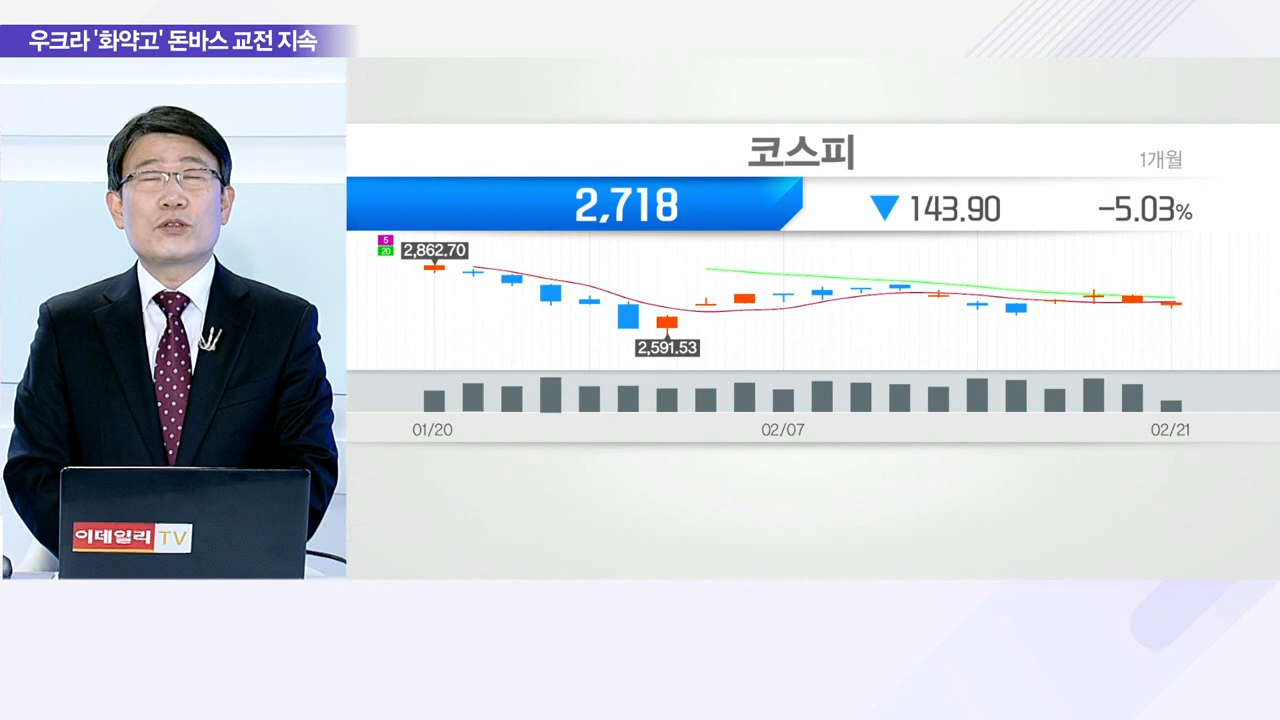 우크라 '화약고' 돈바스 교전 지속
코스피
1개월
2,718
▼ 143.90
-5.03%
5
20
2,862.70
2,591.53
01/20
02/07
02/21
이데일리 TV